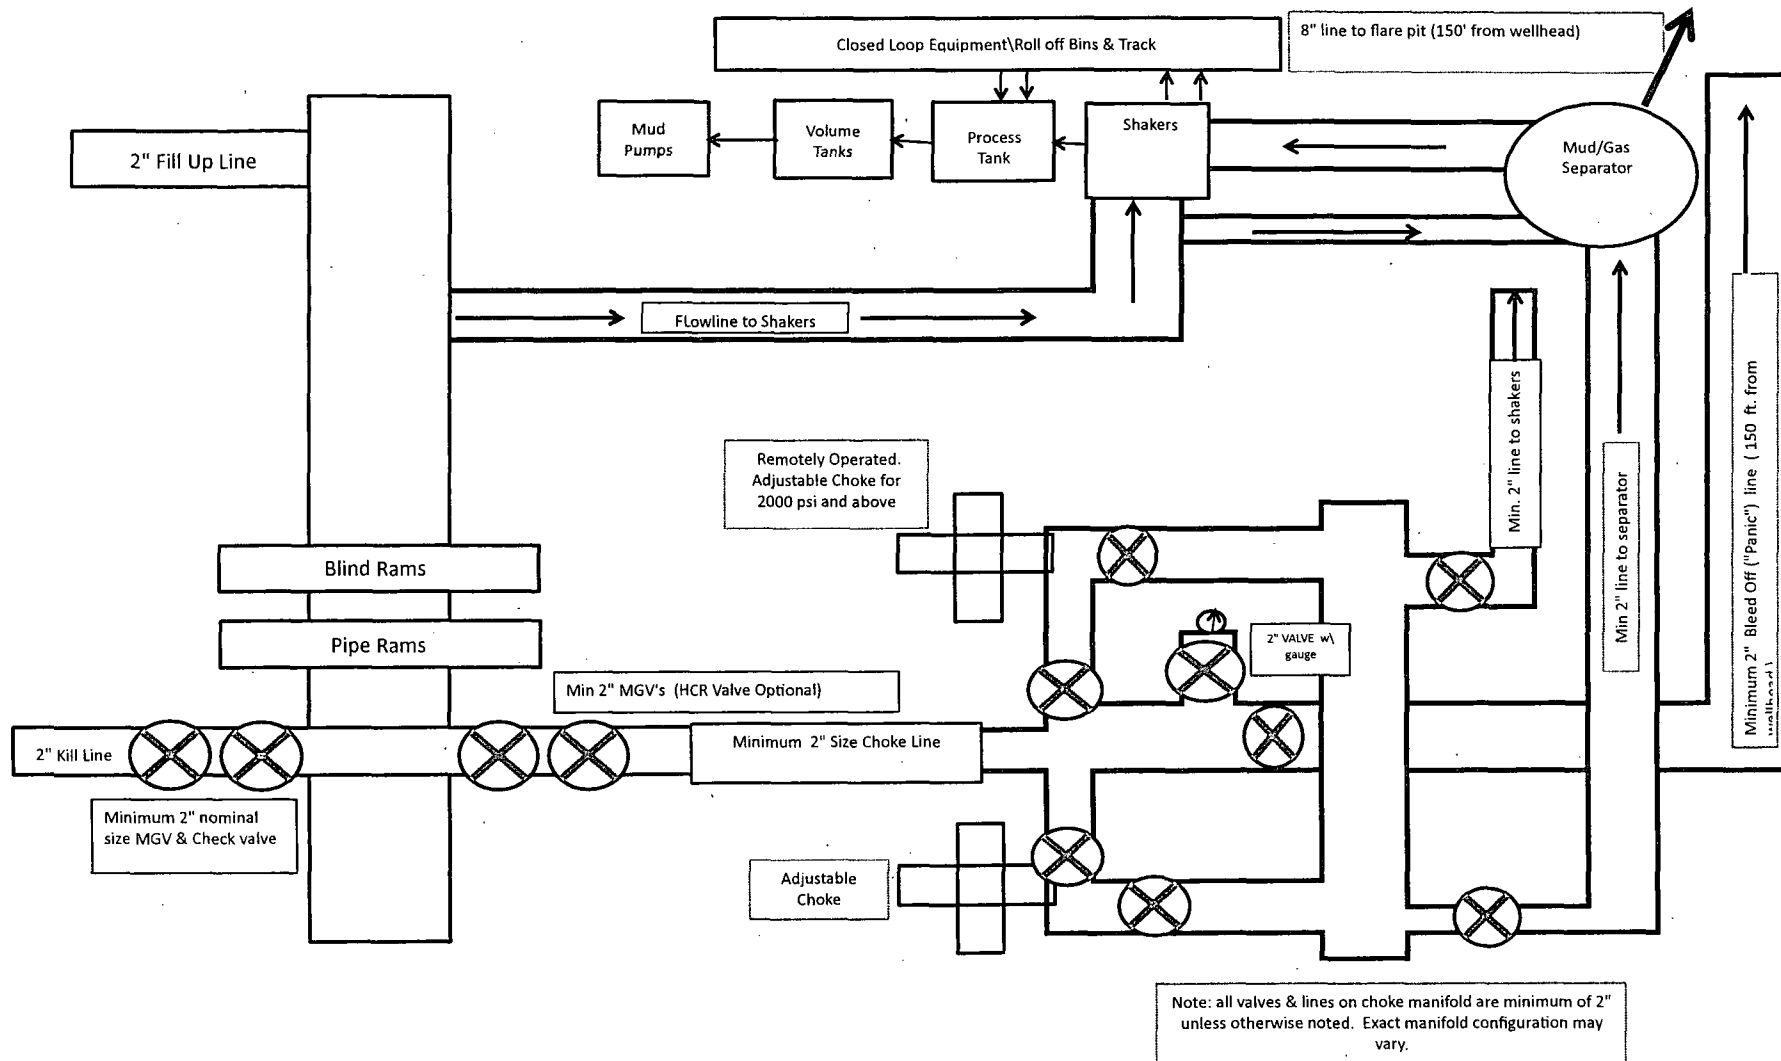 Closed Loop Equipment\Roll off Bins & Track
8" line to flare pit (150' from wellhead)
Mud
Pumps
Volume
Tanks
Process
Tank
Shakers
Mud/Gas
Separator
2" Fill Up Line
FLowline to Shakers
Blind Rams
Pipe Rams
Min 2" MGV's (HCR Valve Optional)
2" Kill Line
Minimum 2" Size Choke Line
Minimum 2" nominal
size MGV & Check valve
Remotely Operated.
Adjustable Choke for
2000 psi and above
2" VALVE w\
gauge
Adjustable
Choke
Min. 2" line to shakers
Min 2" line to separator
Minimum 2" Bleed Off ("Panic") line ( 150 ft. from
wellhead)
Note: all valves & lines on choke manifold are minimum of 2"
unless otherwise noted. Exact manifold configuration may
vary.